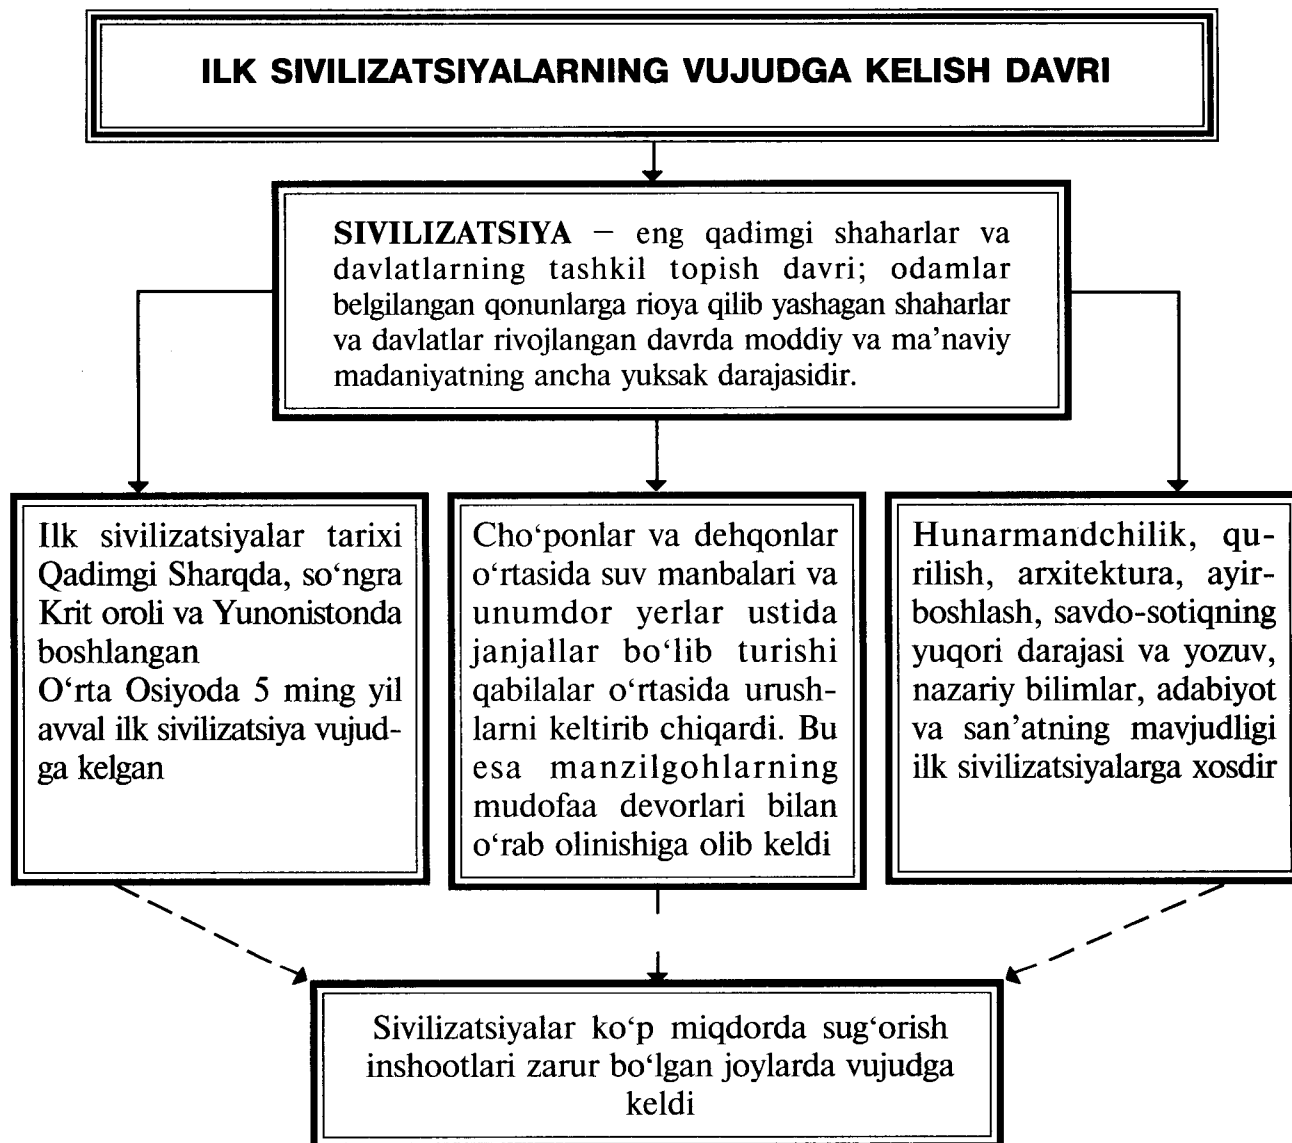 ILK SIVILIZATSIYALARNING VUJUDGA KELISH DAVRI
SIVILIZATSIYA – eng qadimgi shaharlar va
davlatlarning tashkil topish davri; odamlar
belgilangan qonunlarga rioya qilib yashagan shaharlar
va davlatlar rivojlangan davrda moddiy va ma’naviy
madaniyatning ancha yuksak darajasidir.
Ilk sivilizatsiyalar tarixi
Qadimgi Sharqda, so‘ngra
Krit oroli va Yunonistonda
boshlangan
O‘rta Osiyoda 5 ming yil
avval ilk sivilizatsiya vujud-
ga kelgan
Cho‘ponlar va dehqonlar
o‘rtasida suv manbalari va
unumdor yerlar ustida
janjallar bo‘lib turishi
qabilalar o‘rtasida urush-
larni keltirib chiqardi. Bu
esa manzilgohlarning
mudofaa devorlari bilan
o‘rab olinishiga olib keldi
Hunarmandchilik, qu-
rilish, arxitektura, ayir-
boshlash, savdo-sotiqning
yuqori darajasi va yozuv,
nazariy bilimlar, adabiyot
va san’atning mavjudligi
ilk sivilizatsiyalarga xosdir
Sivilizatsiyalar ko‘p miqdorda sug‘orish
inshootlari zarur bo‘lgan joylarda vujudga
keldi